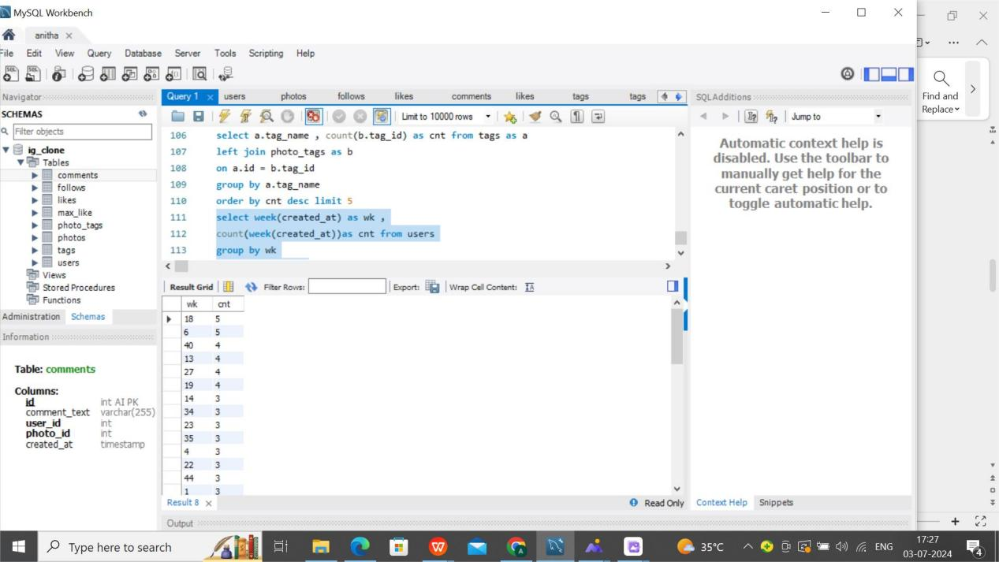 MySQL Workbench
anitha
File Edit View Query Database Server Tools Scripting Help
Navigator
SCHEMAS
Filter objects
ig_clone
Tables
comments
follows
likes
max_like
photo_tags
photos
tags
users
Views
Stored Procedures
Functions
Administration Schemas
Information
Table: comments
Columns:
id int AI PK
comment_text varchar(255)
user_id int
photo_id int
created_at timestamp
Query 1 users photos follows likes comments likes tags tags
Limit to 10000 rows
106 select a.tag_name , count(b.tag_id) as cnt from tags as a
107 left join photo_tags as b
108 on a.id = b.tag_id
109 group by a.tag_name
110 order by cnt desc limit 5
111 select week(created_at) as wk ,
112 count(week(created_at))as cnt from users
113 group by wk
Result Grid Filter Rows: Export: Wrap Cell Content:
wk cnt
18 5
6 5
40 4
13 4
27 4
19 4
14 3
34 3
23 3
35 3
4 3
22 3
44 3
1 3
Result 8 Read Only
Output
SQLAdditions
Jump to
Automatic context help is
disabled. Use the toolbar to
manually get help for the
current caret position or to
toggle automatic help.
Context Help Snippets
Find and
Replace
Type here to search
35°C
ENG
17:27
03-07-2024
4